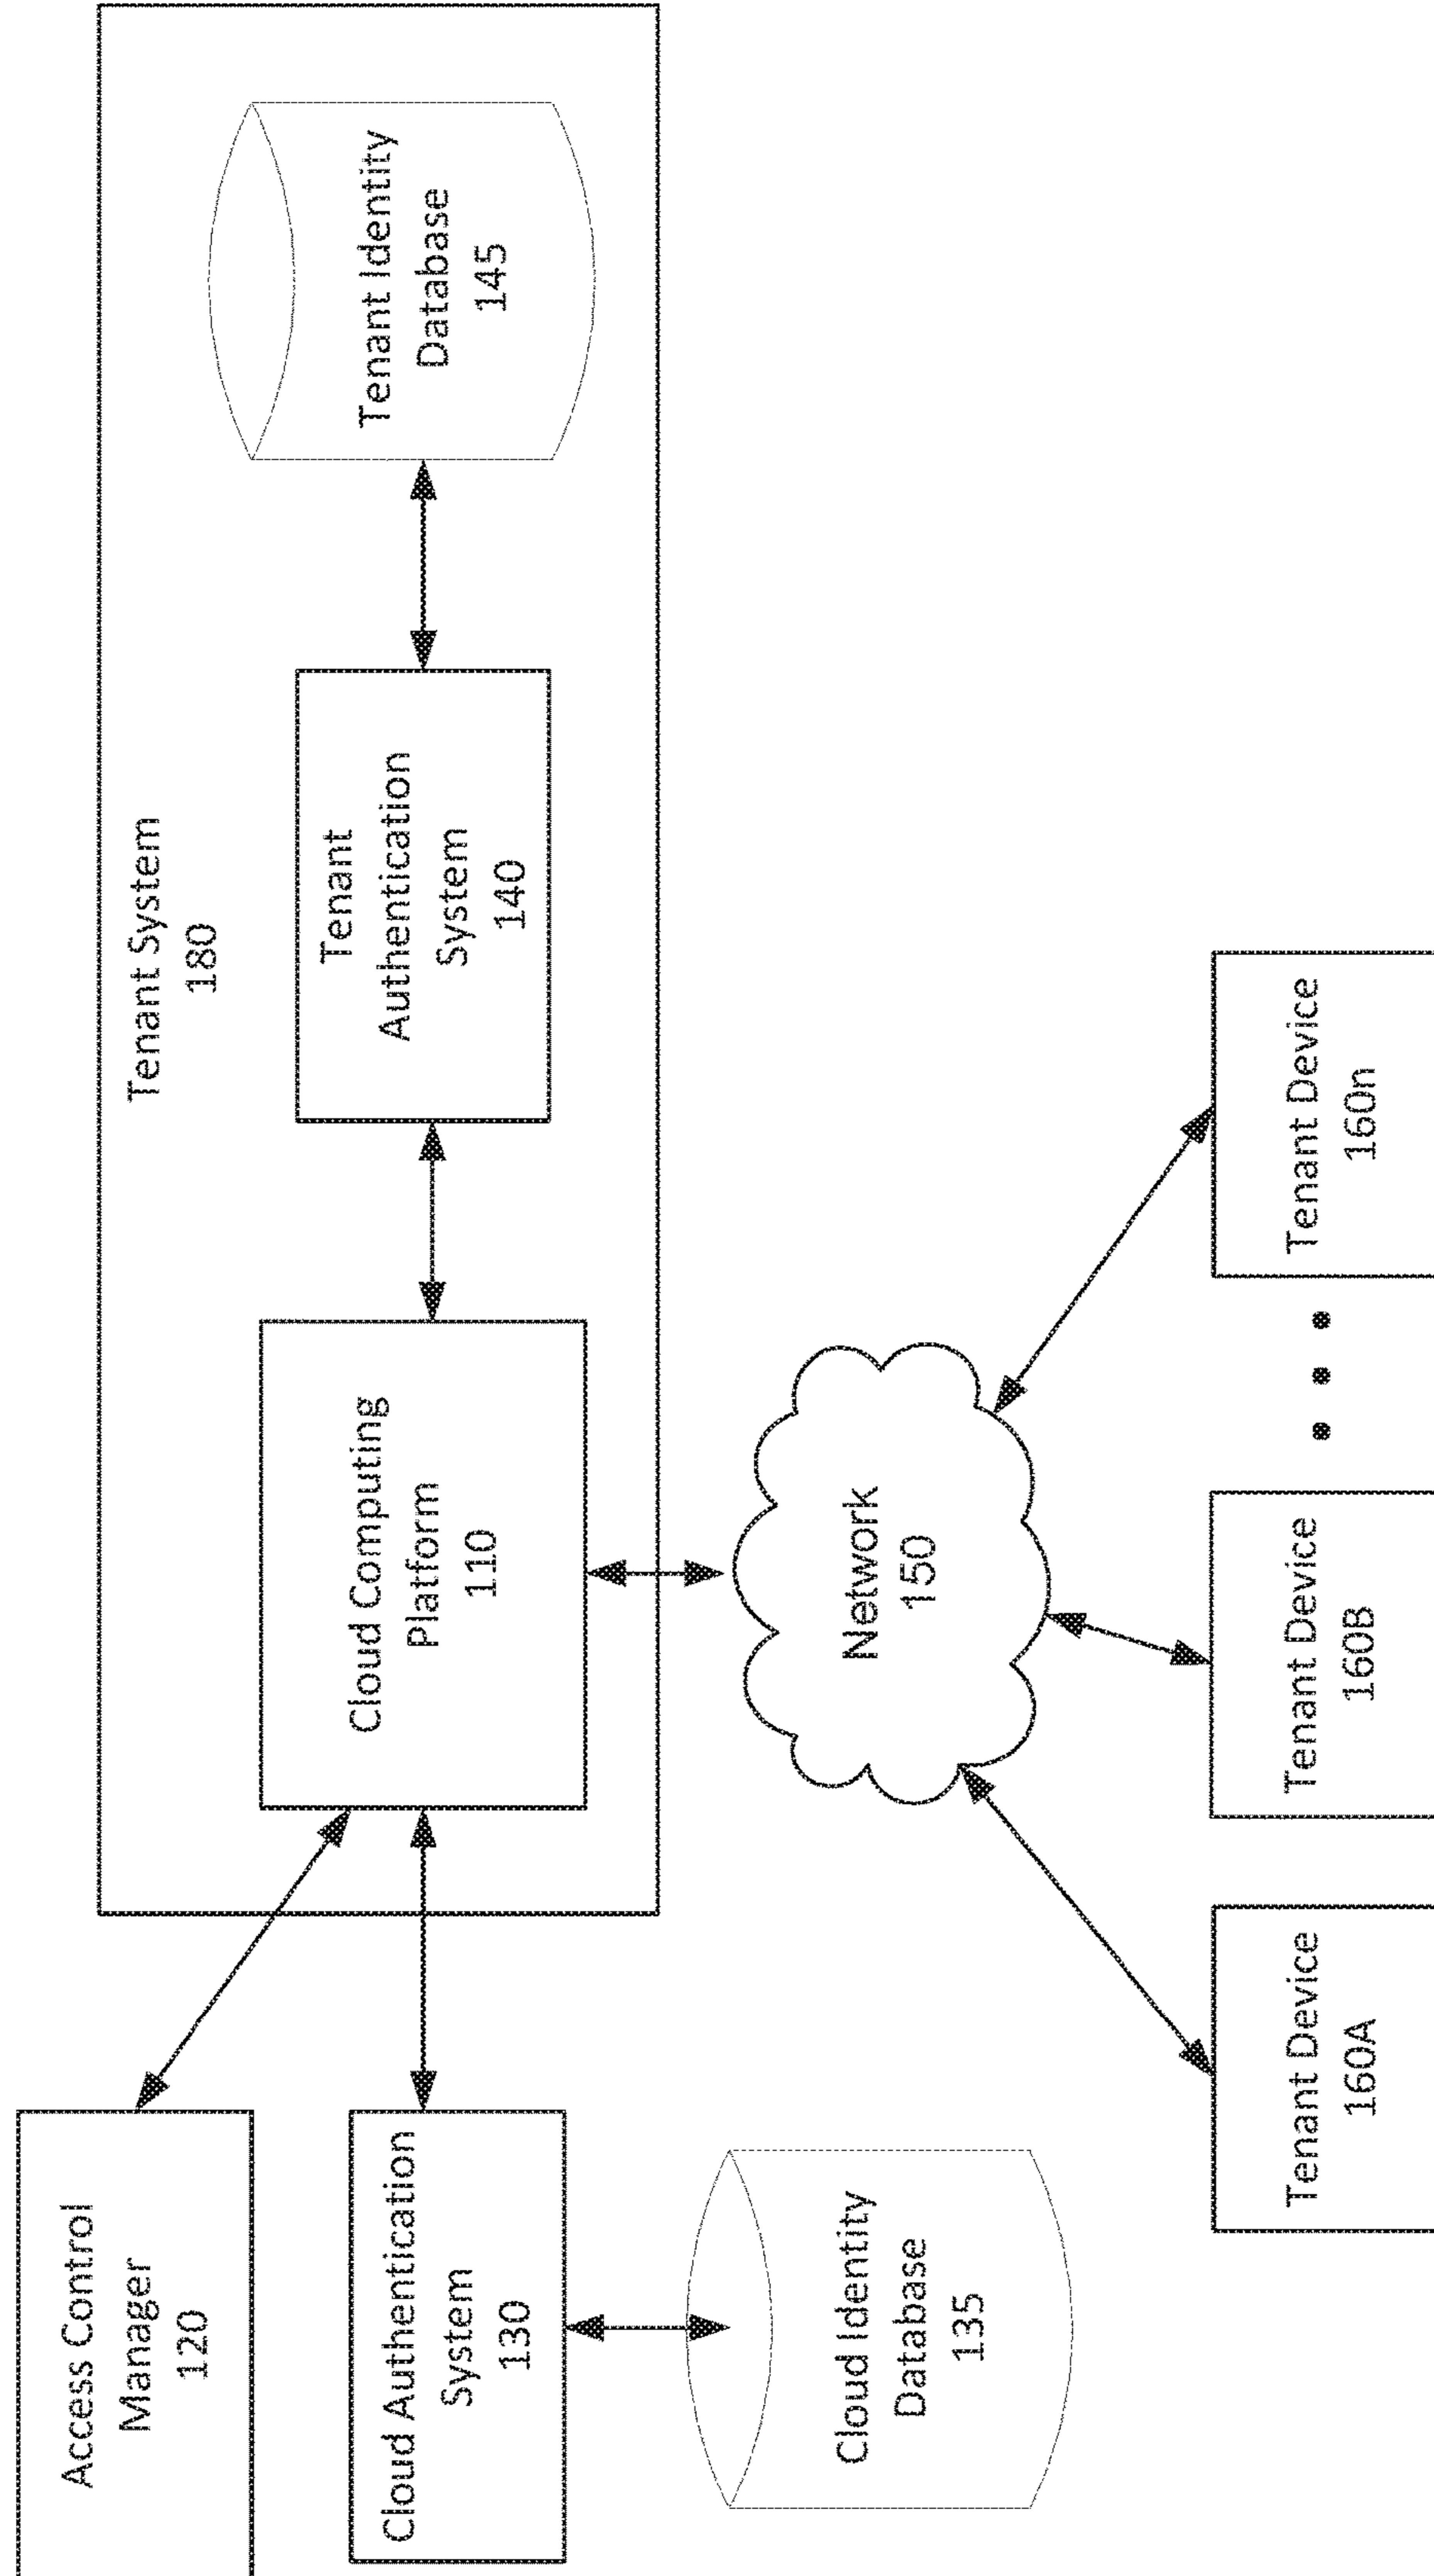 Access Control
Manager
120
Cloud Authentication
System
130
Cloud Identity
Database
135
Tenant System
180
Cloud Computing
Platform
110
Tenant
Authentication
System
140
Tenant Identity
Database
145
Network
150
Tenant Device
160A
Tenant Device
160B
Tenant Device
160n